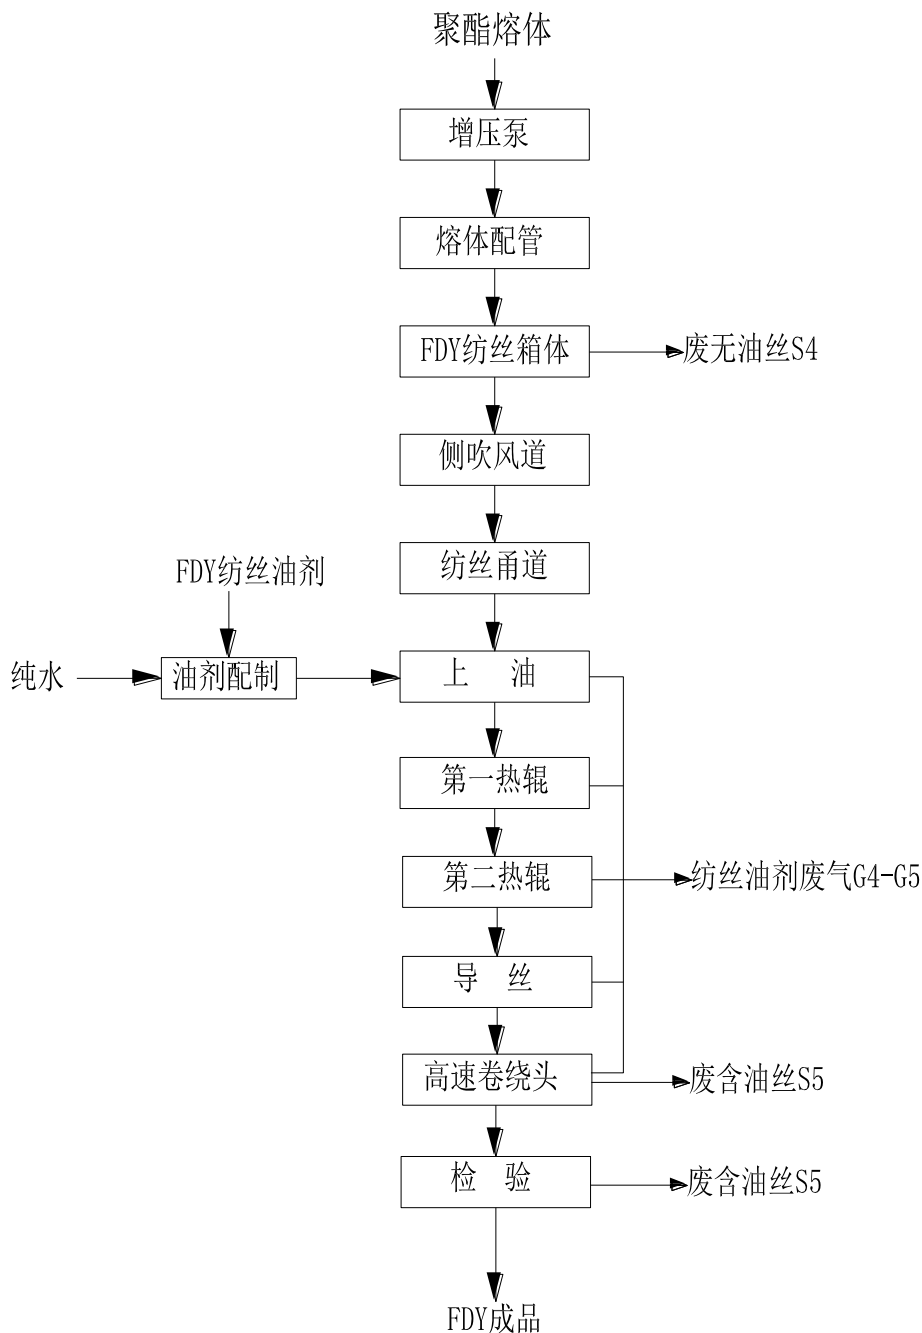 聚酯熔体
增压泵
熔体配管
FDY纺丝箱体
废无油丝S4
侧吹风道
纺丝甬道
FDY纺丝油剂
纯水
油剂配制
上 油
第一热辊
第二热辊
纺丝油剂废气G4-G5
导 丝
高速卷绕头
废含油丝S5
检 验
废含油丝S5
FDY成品